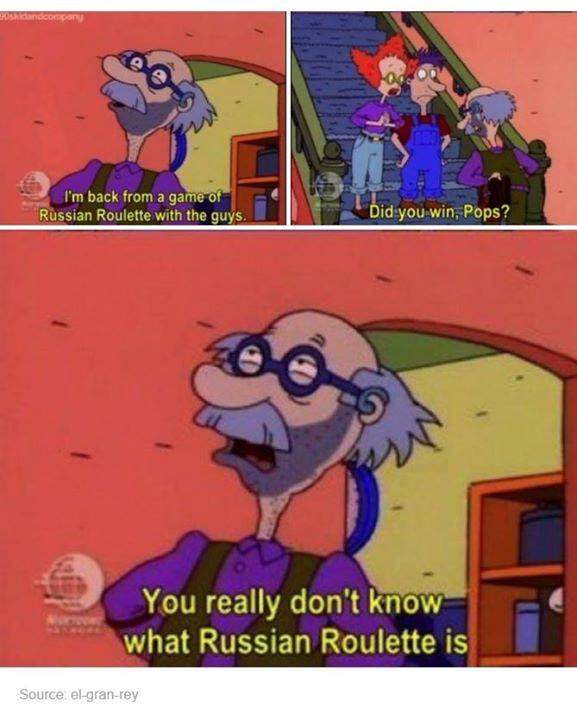 90skidandcompany
I'm back from a game of
Russian Roulette with the guys.
Did you win, Pops?
You really don't know
what Russian Roulette is
Source: el-gran-rey